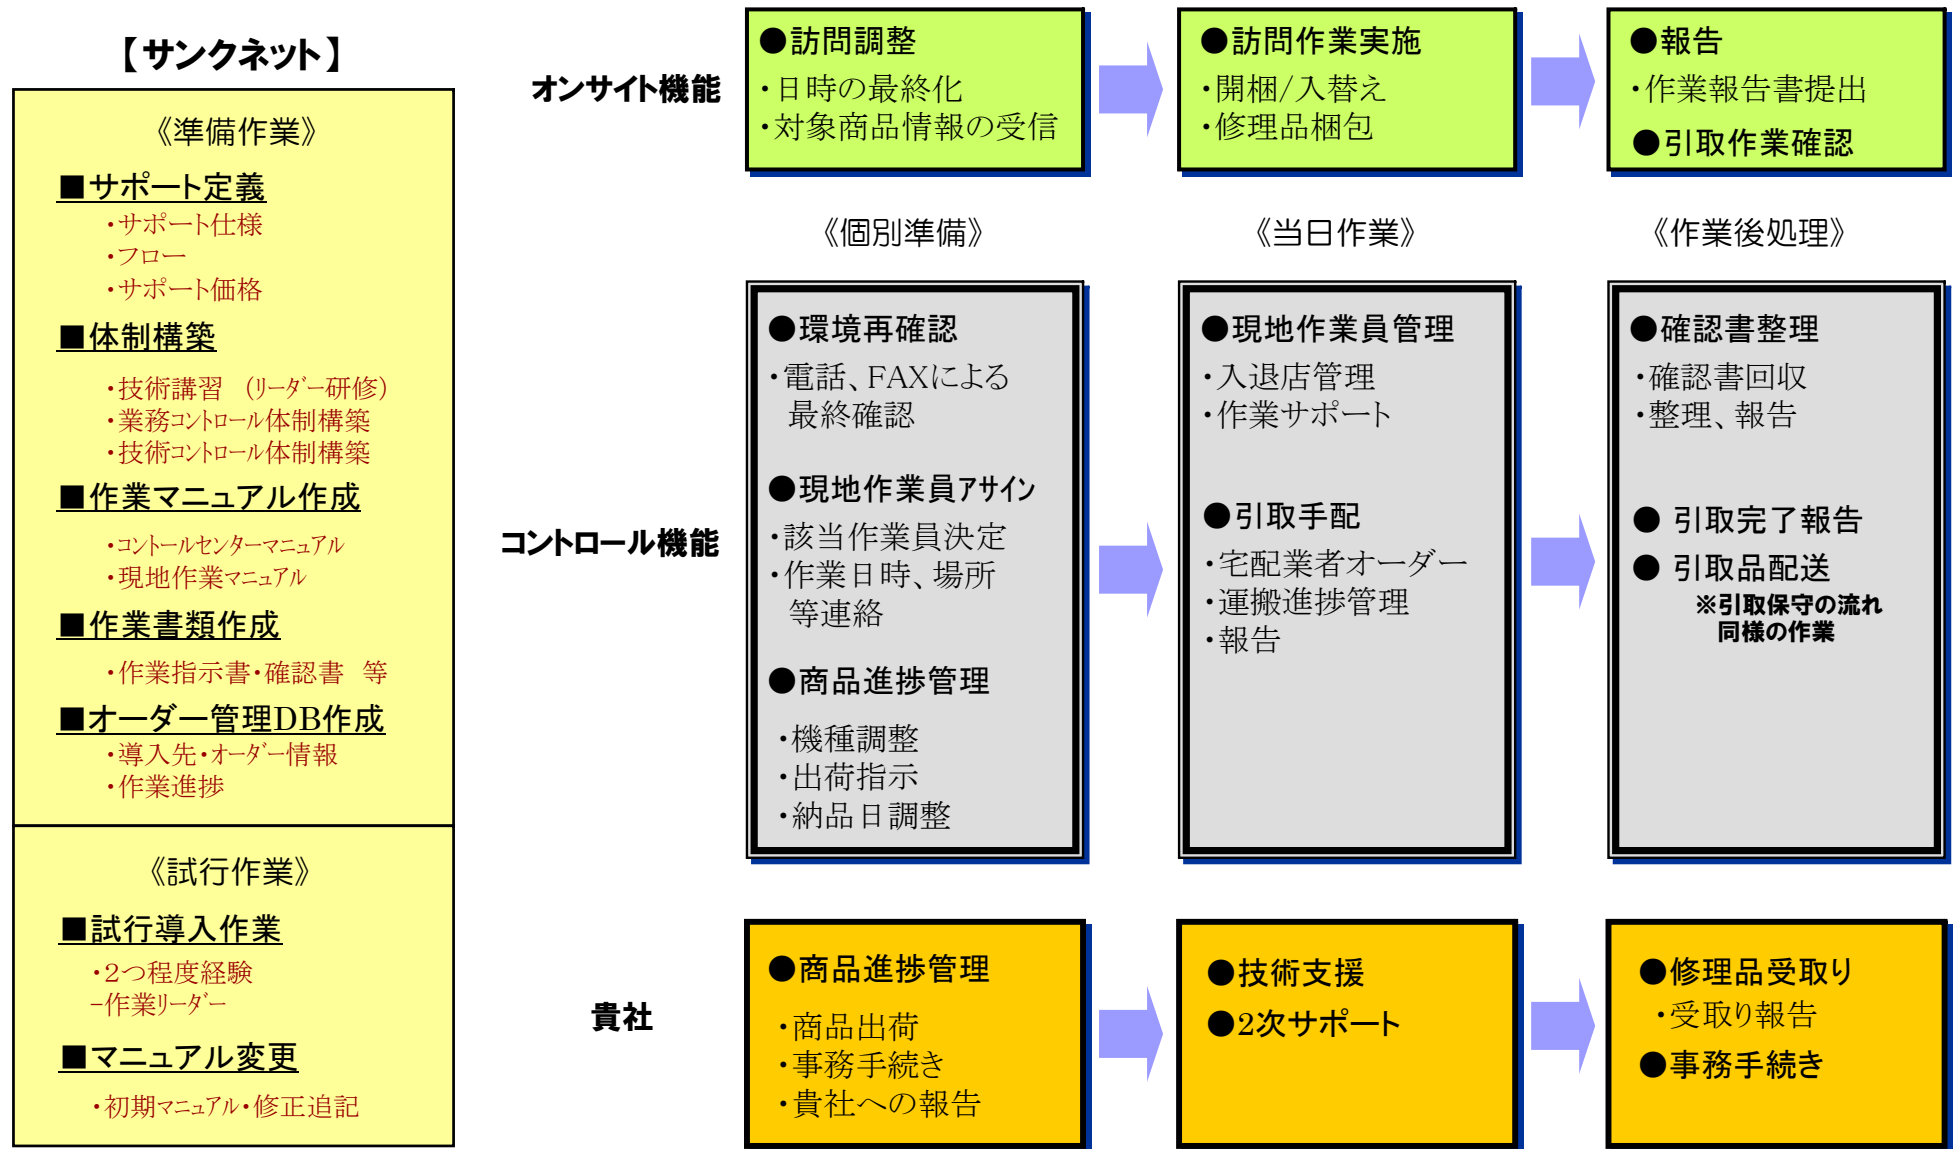 【サンクネット】
《準備作業》
■サポート定義
・サポート仕様
・フロー
・サポート価格
■体制構築
・技術講習 (リーダー研修)
・業務コントロール体制構築
・技術コントロール体制構築
■作業マニュアル作成
・コントールセンターマニュアル
・現地作業マニュアル
■作業書類作成
・作業指示書・確認書 等
■オーダー管理DB作成
・導入先・オーダー情報
・作業進捗
《試行作業》
■試行導入作業
・2つ程度経験
-作業リーダー
■マニュアル変更
・初期マニュアル・修正追記
オンサイト機能
●訪問調整
・日時の最終化
・対象商品情報の受信
●訪問作業実施
・開梱/入替え
・修理品梱包
●報告
・作業報告書提出
●引取作業確認
《個別準備》
《当日作業》
《作業後処理》
コントロール機能
●環境再確認
・電話、FAXによる
最終確認
●現地作業員アサイン
・該当作業員決定
・作業日時、場所
等連絡
●商品進捗管理
・機種調整
・出荷指示
・納品日調整
●現地作業員管理
・入退店管理
・作業サポート
●引取手配
・宅配業者オーダー
・運搬進捗管理
・報告
●確認書整理
・確認書回収
・整理、報告
● 引取完了報告
● 引取品配送
※引取保守の流れ
同様の作業
貴社
●商品進捗管理
・商品出荷
・事務手続き
・貴社への報告
●技術支援
●2次サポート
●修理品受取り
・受取り報告
●事務手続き